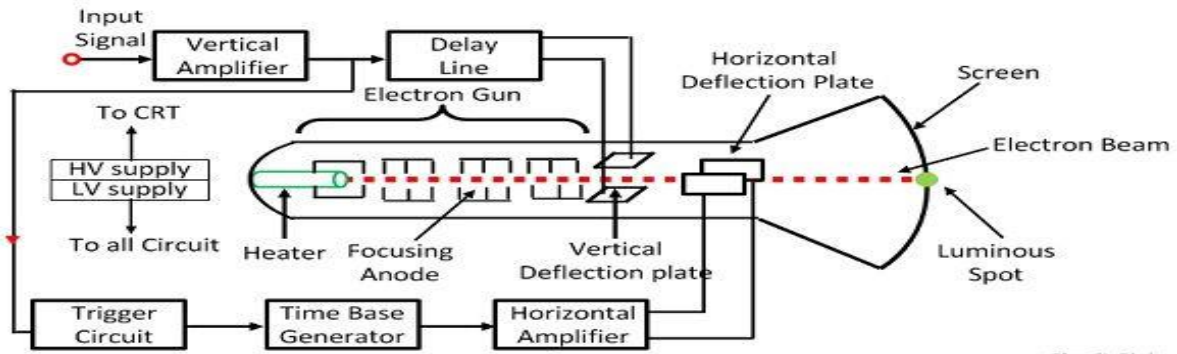 Input
Signal
Vertical
Amplifier
Delay
Line
Horizontal
Deflection Plate
Screen
Electron Gun
To CRT
Electron Beam
HV supply
LV supply
To all Circuit
Heater
Focusing
Anode
Vertical
Deflection plate
Luminous
Spot
Trigger
Circuit
Time Base
Generator
Horizontal
Amplifier